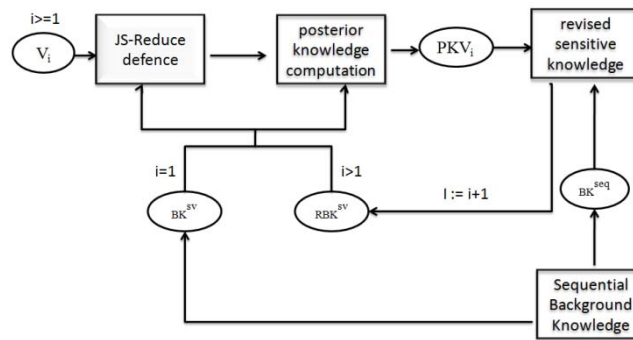 i>=1
V i
JS-Reduce
defence
posterior
knowledge
computation
PKV i
revised
sensitive
knowledge
i=1
i>1
BK sv
RBK sv
I := i+1
BK seq
Sequential
Background
Knowledge